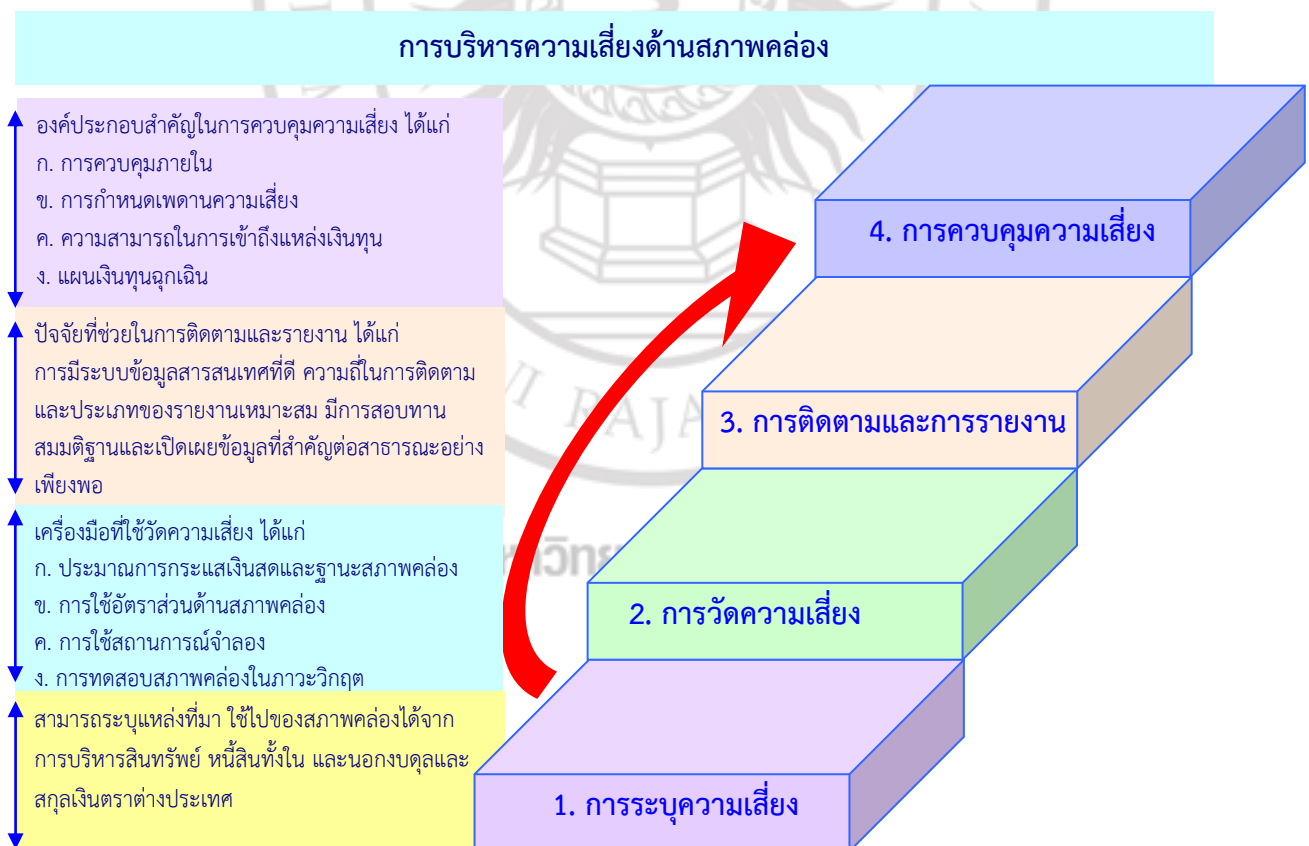 การบริหารความเสี่ยงด้านสภาพคล่อง
องค์ประกอบสำคัญในการควบคุมความเสี่ยง ได้แก่
ก. การควบคุมภายใน
ข. การกำหนดเพดานความเสี่ยง
ค. ความสามารถในการเข้าถึงแหล่งเงินทุน
ง. แผนเงินทุนฉุกเฉิน
4. การควบคุมความเสี่ยง
ปัจจัยที่ช่วยในการติดตามและรายงาน ได้แก่
การมีระบบข้อมูลสารสนเทศที่ดี ความถี่ในการติดตาม
และประเภทของรายงานเหมาะสม มีการสอบทาน
สมมติฐานและเปิดเผยข้อมูลที่สำคัญต่อสาธารณะอย่าง
เพียงพอ
3. การติดตามและการรายงาน
เครื่องมือที่ใช้วัดความเสี่ยง ได้แก่
ก. ประมาณการกระแสเงินสดและฐานะสภาพคล่อง
ข. การใช้อัตราส่วนด้านสภาพคล่อง
ค. การใช้สถานการณ์จำลอง
ง. การทดสอบสภาพคล่องในภาวะวิกฤต
2. การวัดความเสี่ยง
สามารถระบุแหล่งที่มา ใช้ไปของสภาพคล่องได้จาก
การบริหารสินทรัพย์ หนี้สินทั้งใน และนอกงบดุลและ
สกุลเงินตราต่างประเทศ
1. การระบุความเสี่ยง